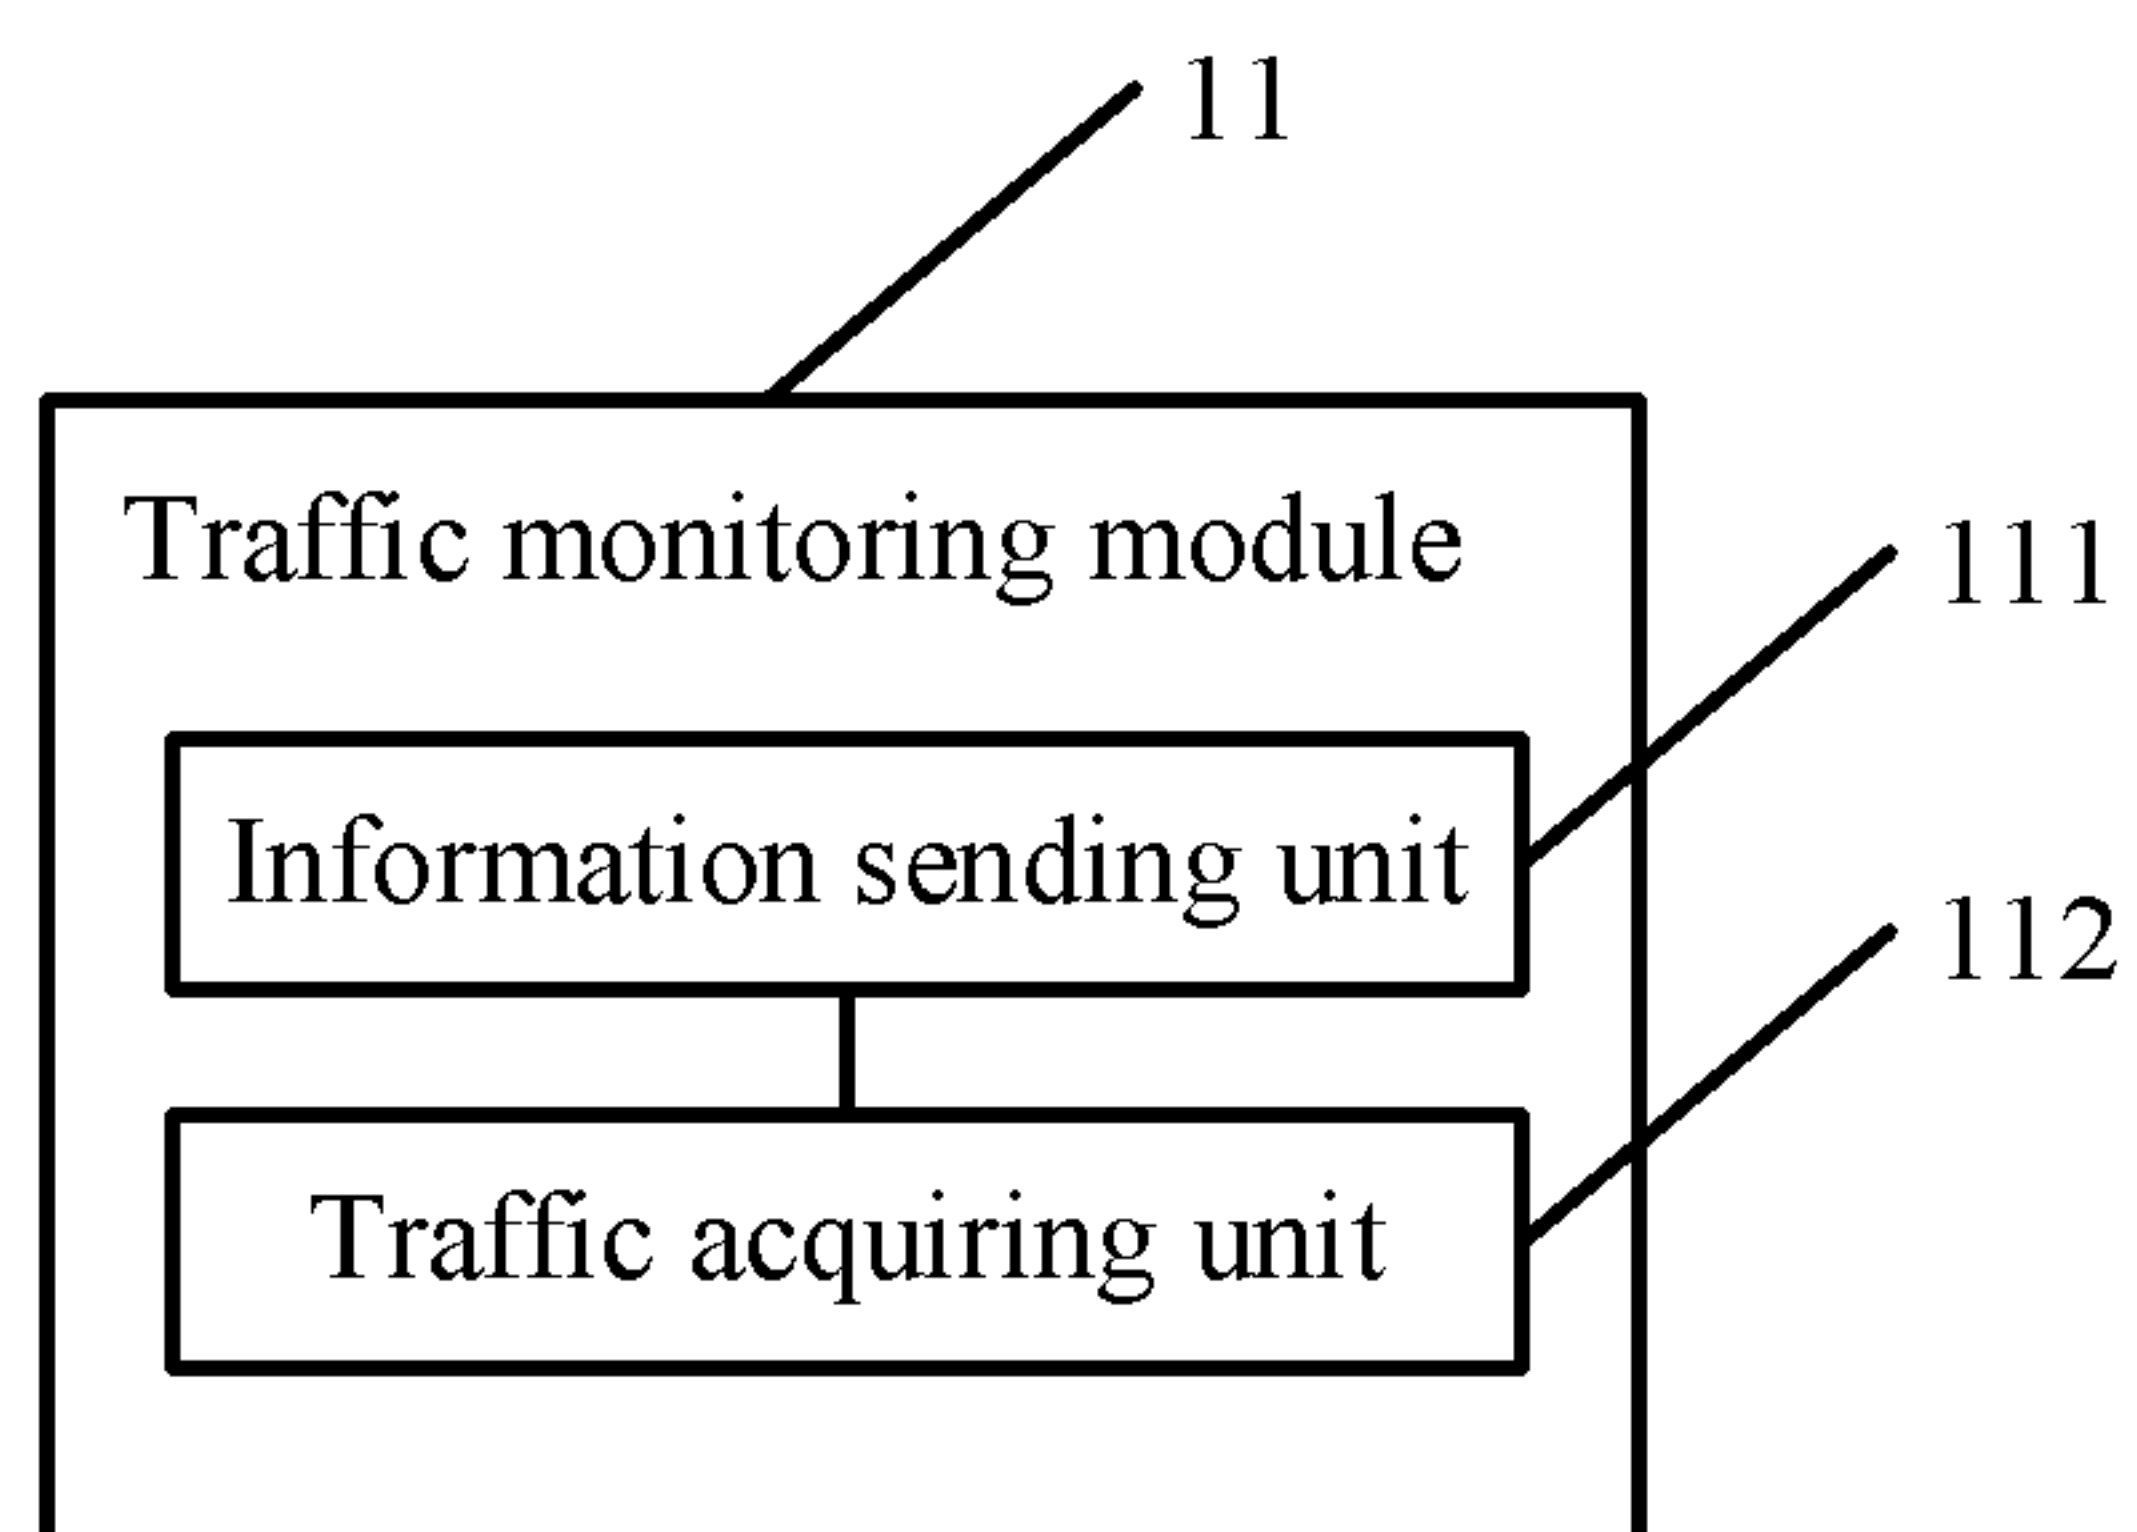 11
Traffic monitoring module
111
Information sending unit
112
Traffic acquiring unit